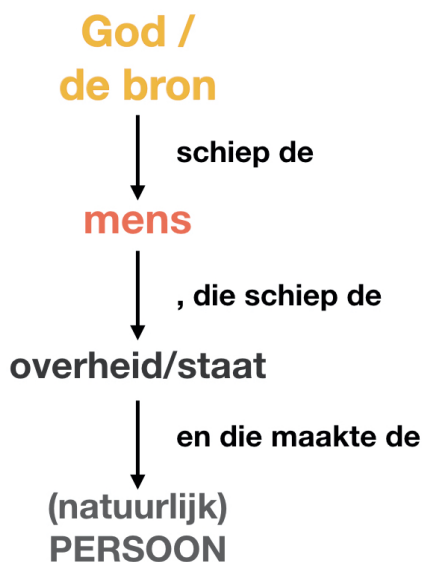 God /
de bron
schiep de
mens
, die schiep de
overheid/staat
en die maakte de
(natuurlijk)
PERSOON